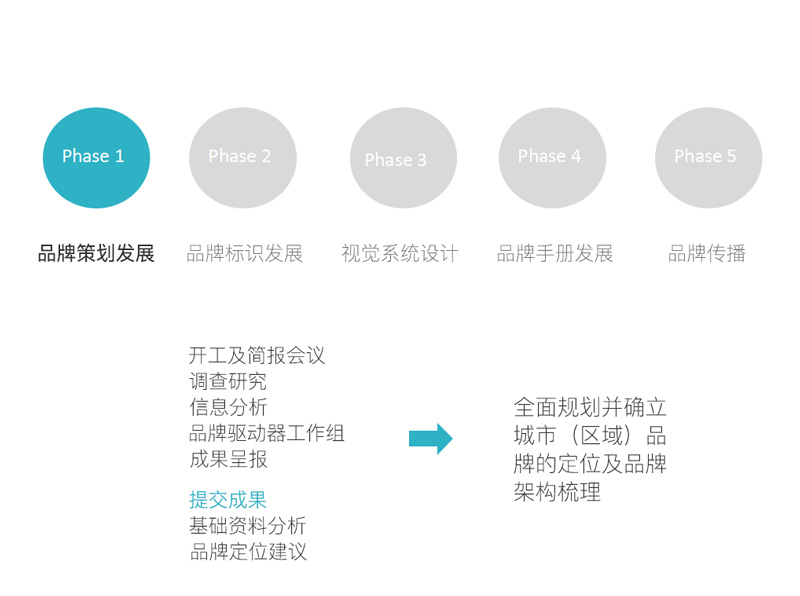 Phase 1
Phase 2
Phase 3
Phase 4
Phase 5
品牌策划发展
品牌标识发展
视觉系统设计
品牌手册发展
品牌传播
开工及简报会议
调查研究
信息分析
品牌驱动器工作组
成果呈报
提交成果
基础资料分析
品牌定位建议
全面规划并确立
城市（区域）品
牌的定位及品牌
架构梳理